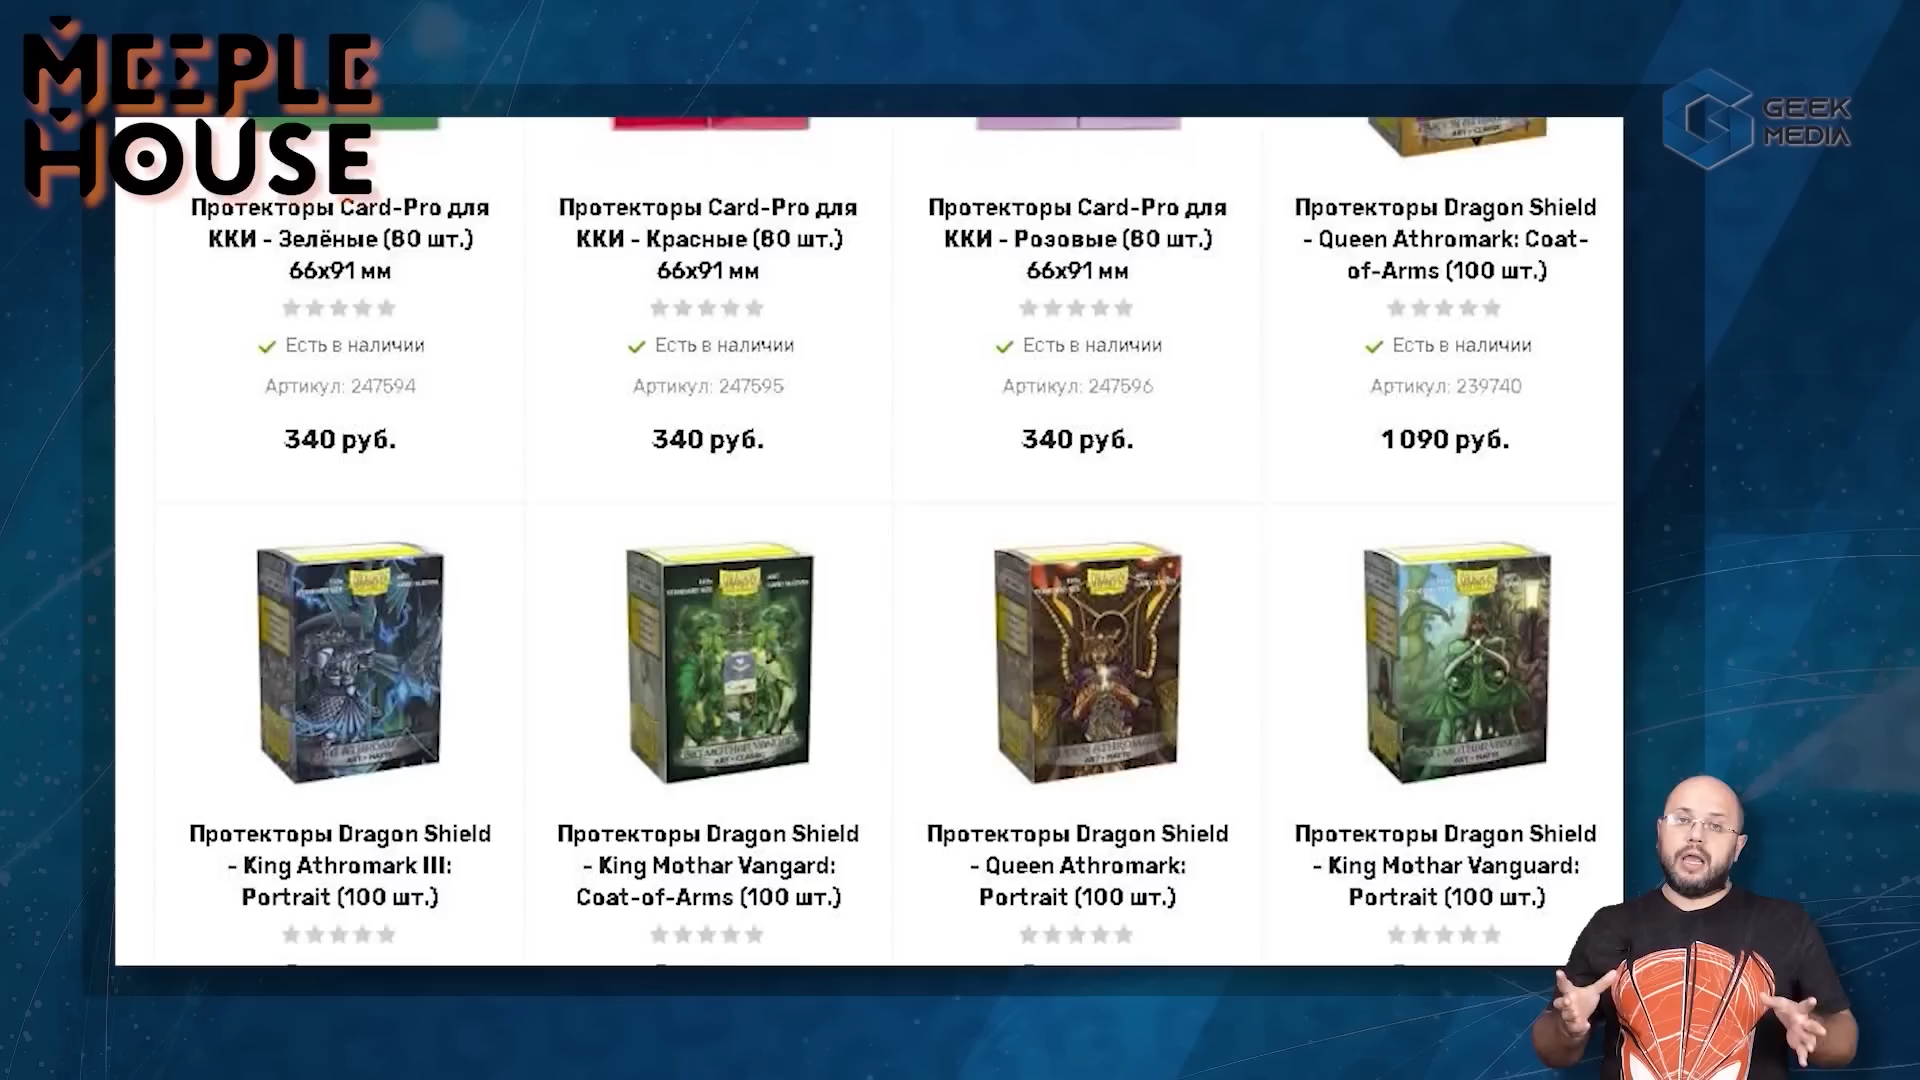 MEEPLE
HOUSE
GEEK
MEDIA
Протекторы Card-Pro для
ККИ - Зелёные (80 шт.)
66x91 мм
Есть в наличии
Артикул: 247594
340 руб.
Протекторы Card-Pro для
ККИ - Красные (80 шт.)
66x91 мм
Есть в наличии
Артикул: 247595
340 руб.
Протекторы Card-Pro для
ККИ - Розовые (80 шт.)
66x91 мм
Есть в наличии
Артикул: 247596
340 руб.
Протекторы Dragon Shield
- Queen Athromark: Coat-
of-Arms (100 шт.)
Есть в наличии
Артикул: 239740
1 090 руб.
Протекторы Dragon Shield
- King Athromark III:
Portrait (100 шт.)
Протекторы Dragon Shield
- King Mothar Vangard:
Coat-of-Arms (100 шт.)
Протекторы Dragon Shield
- Queen Athromark:
Portrait (100 шт.)
Протекторы Dragon Shield
- King Mothar Vanguard:
Portrait (100 шт.)